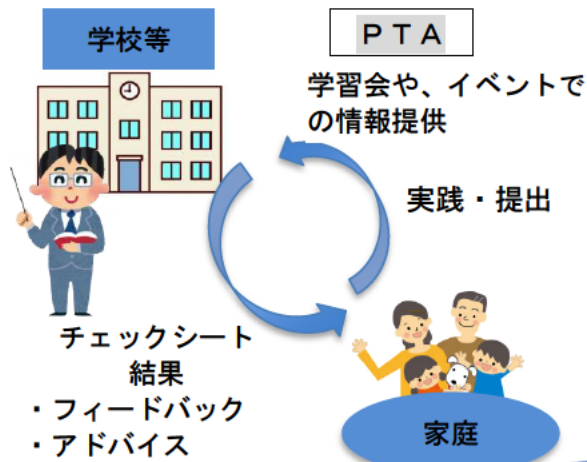 学校等
ＰＴＡ
学習会や、イベントで
の情報提供
実践・提出
チェックシート
結果
・フィードバック
・アドバイス
家庭